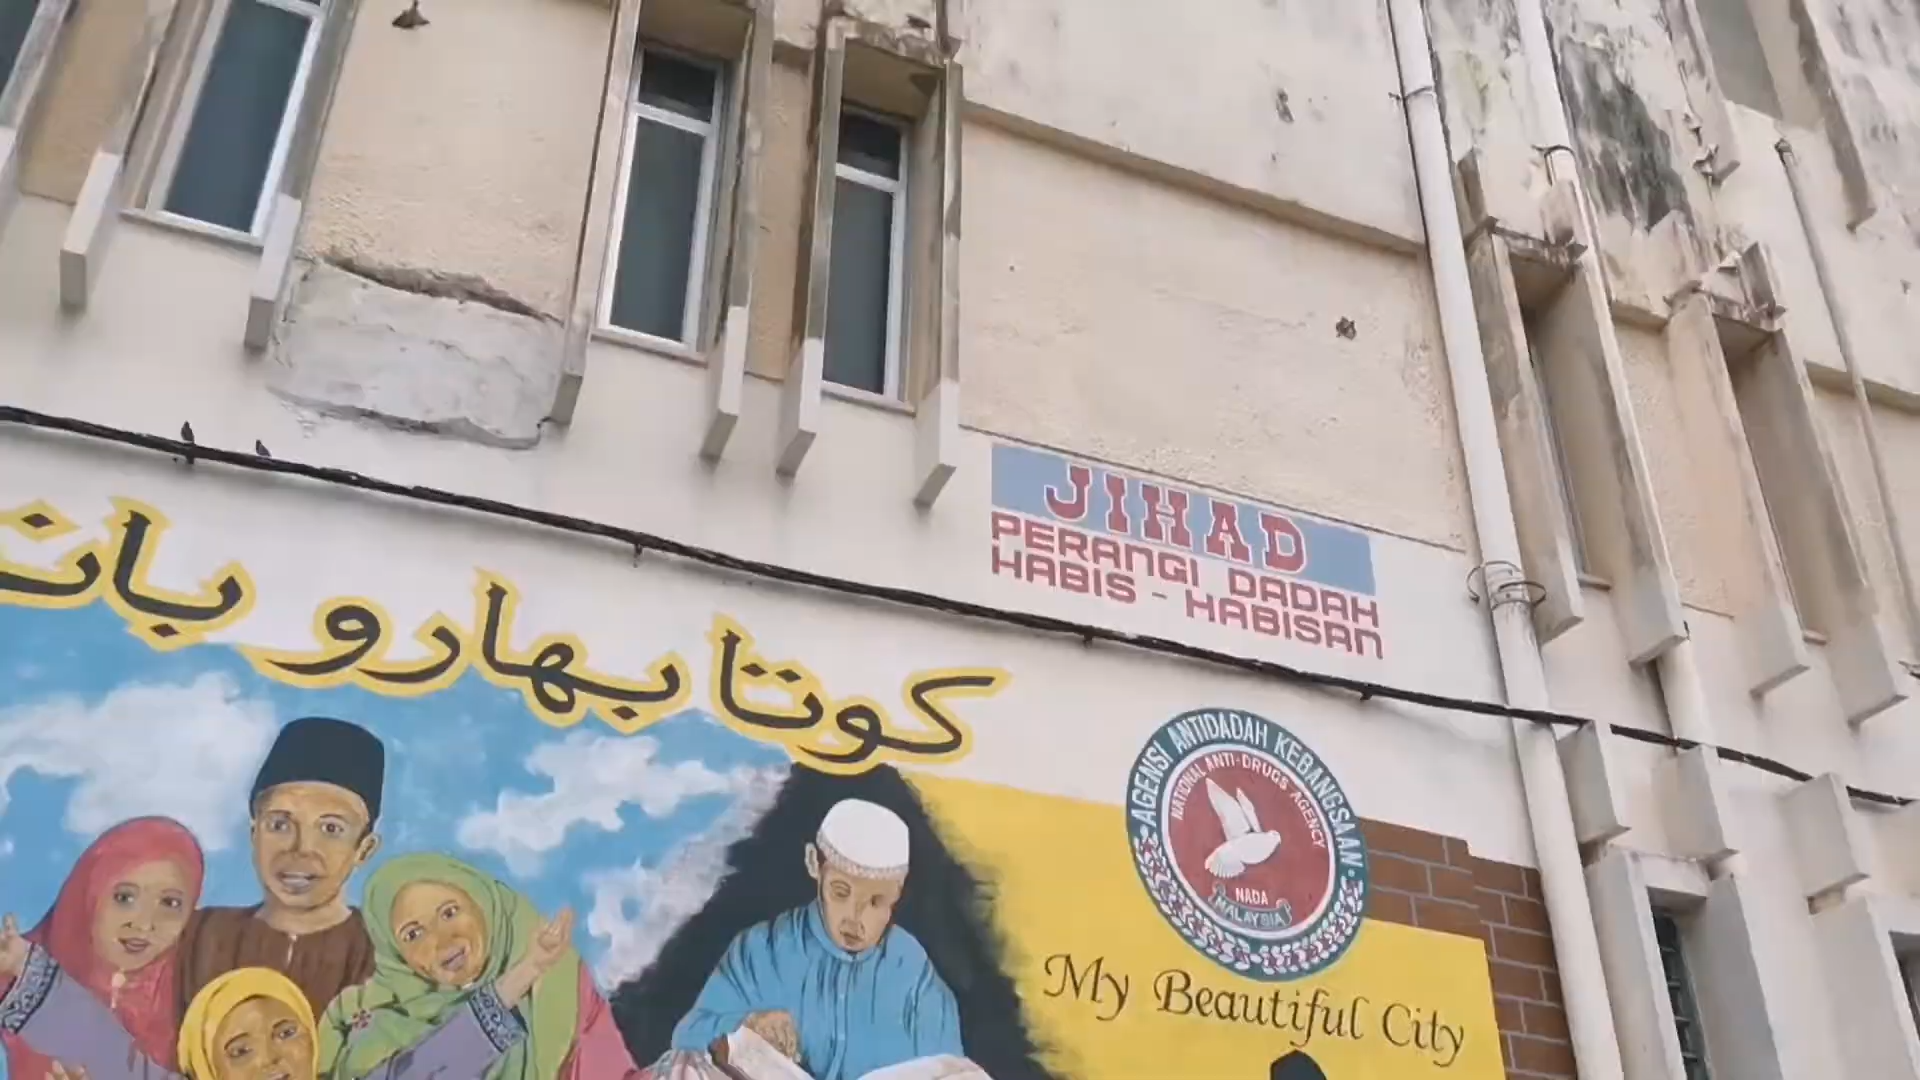 JIHAD
PERANGI DADAH
HABIS - HABISAN
كوتا بهارو
AGENSI ANTIDADAH KEBANGSAAN
NATIONAL ANTI-DRUGS AGENCY
NADA
MALAYSIA
My Beautiful City